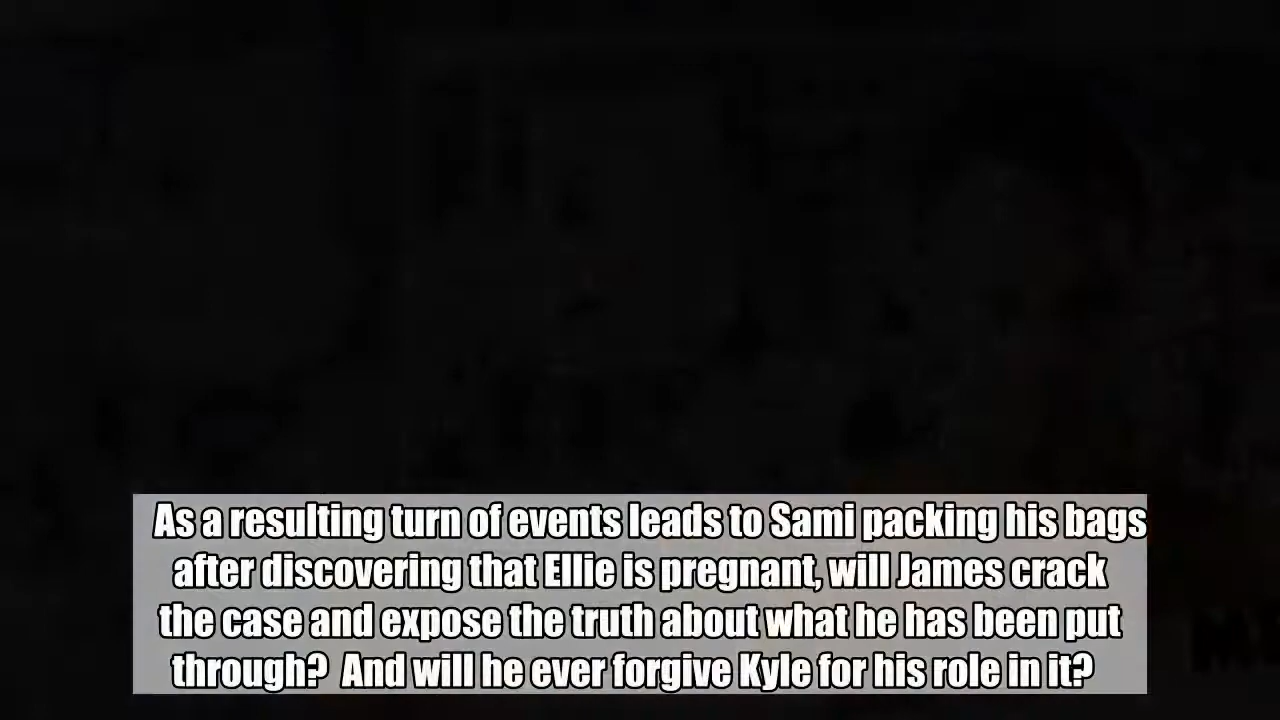 As a resulting turn of events leads to Sami packing his bags
after discovering that Ellie is pregnant, will James crack
the case and expose the truth about what he has been put
through?  And will he ever forgive Kyle for his role in it?